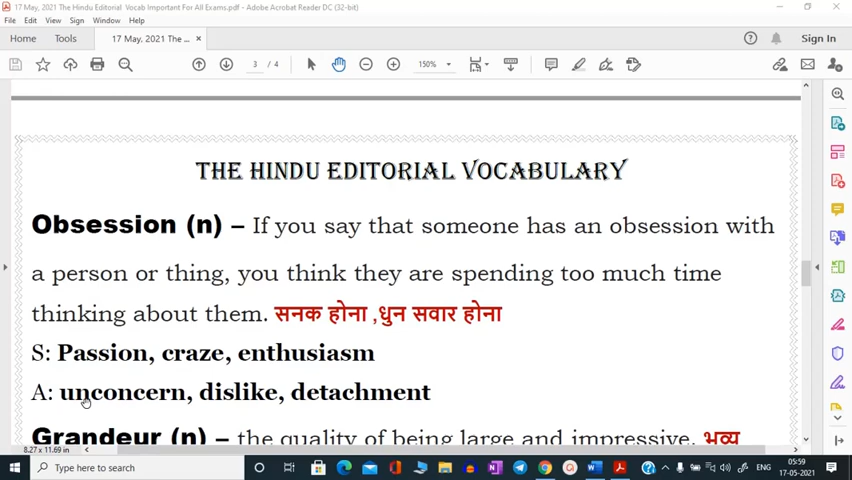 17 May, 2021 The Hindu Editorial Vocab Important For All Exams.pdf - Adobe Acrobat Reader DC (32-bit)
File Edit View Sign Window Help
Home Tools 17 May, 2021 The ... × Sign In
3 / 4 150%
THE HINDU EDITORIAL VOCABULARY
Obsession (n) – If you say that someone has an obsession with
a person or thing, you think they are spending too much time
thinking about them. सनक होना ,धुन सवार होना
S: Passion, craze, enthusiasm
A: unconcern, dislike, detachment
Grandeur (n) – the quality of being large and impressive. भव्य
8.27 x 11.69 in
Type here to search
ENG
05:59
17-05-2021